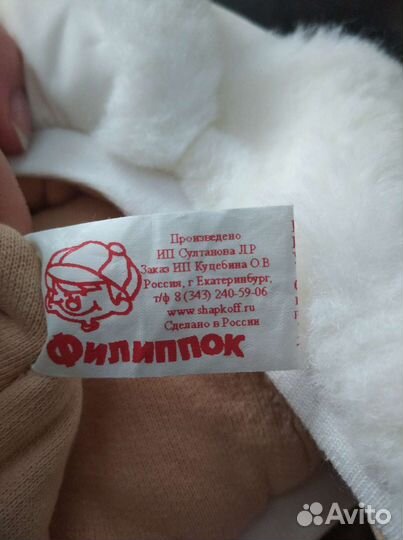 Произведено
ИП Султанова Л.Р
Заказ ИП Куцебина О.В
Россия, г Екатеринбург,
т/ф 8 (343) 240-59-06
www.shapkoff.ru
Сделано в России
Филиппок
Avito